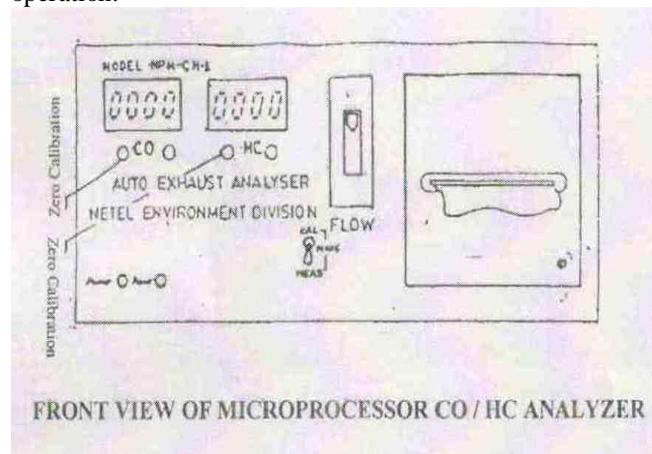 operation.
MODEL NPM-CH-1
0000 0000
CO HC
AUTO EXHAUST ANALYSER
NETEL ENVIRONMENT DIVISION
FLOW
CAL
MODE
MEAS
Zero Calibration
Zero Calibration
FRONT VIEW OF MICROPROCESSOR CO / HC ANALYZER